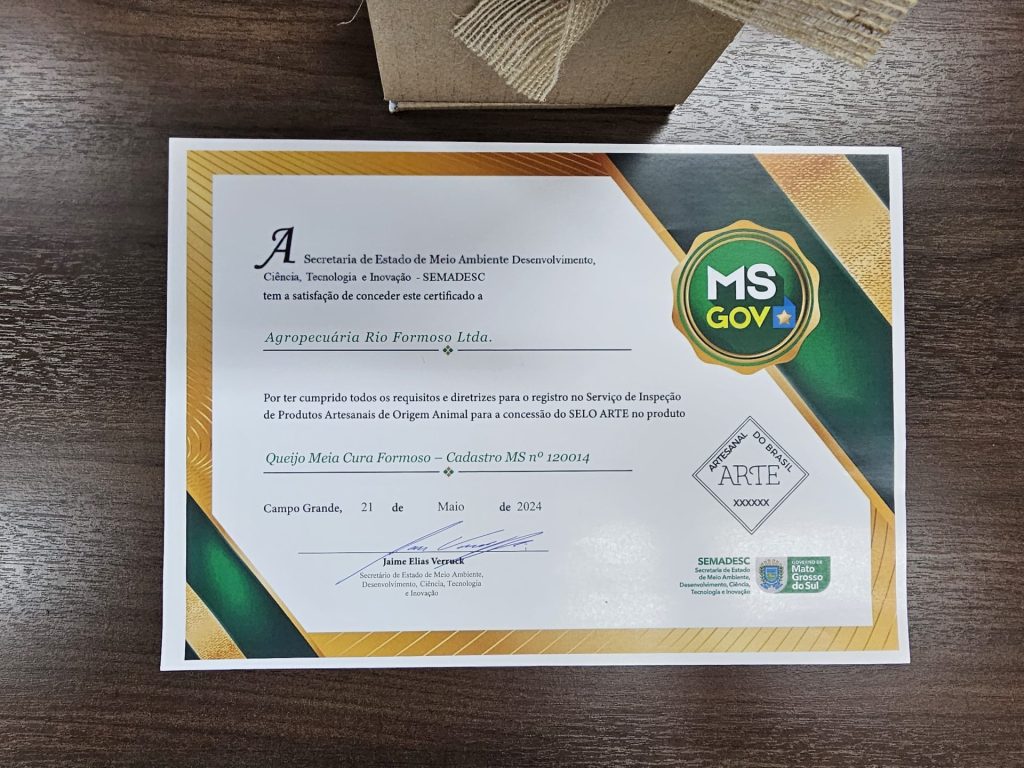 A Secretaria de Estado de Meio Ambiente Desenvolvimento,
Ciência, Tecnologia e Inovação - SEMADESC
tem a satisfação de conceder este certificado a
Agropecuária Rio Formoso Ltda.
Por ter cumprido todos os requisitos e diretrizes para o registro no Serviço de Inspeção
de Produtos Artesanais de Origem Animal para a concessão do SELO ARTE no produto
Queijo Meia Cura Formoso – Cadastro MS nº 120014
Campo Grande, 21 de Maio de 2024
Jaime Elias Verruck
Secretário de Estado de Meio Ambiente,
Desenvolvimento, Ciência, Tecnologia
e Inovação
MS
GOV
ARTESANAL DO BRASIL
ARTE
XXXXXX
SEMADESC
Secretaria de Estado
de Meio Ambiente,
Desenvolvimento, Ciência,
Tecnologia e Inovação
GOVERNO DE
Mato
Grosso
do Sul